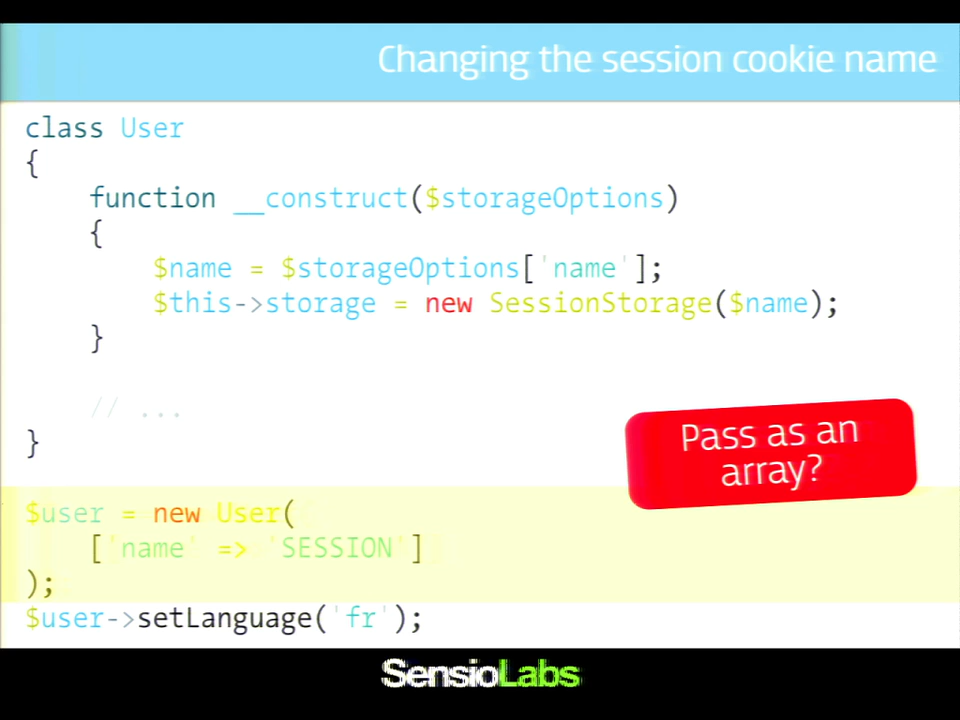 Changing the session cookie name
class User
{
    function __construct($storageOptions)
    {
        $name = $storageOptions['name'];
        $this->storage = new SessionStorage($name);
    }
    // ...
}
Pass as an
array?
$user = new User(
    ['name' => 'SESSION']
);
$user->setLanguage('fr');
SensioLabs